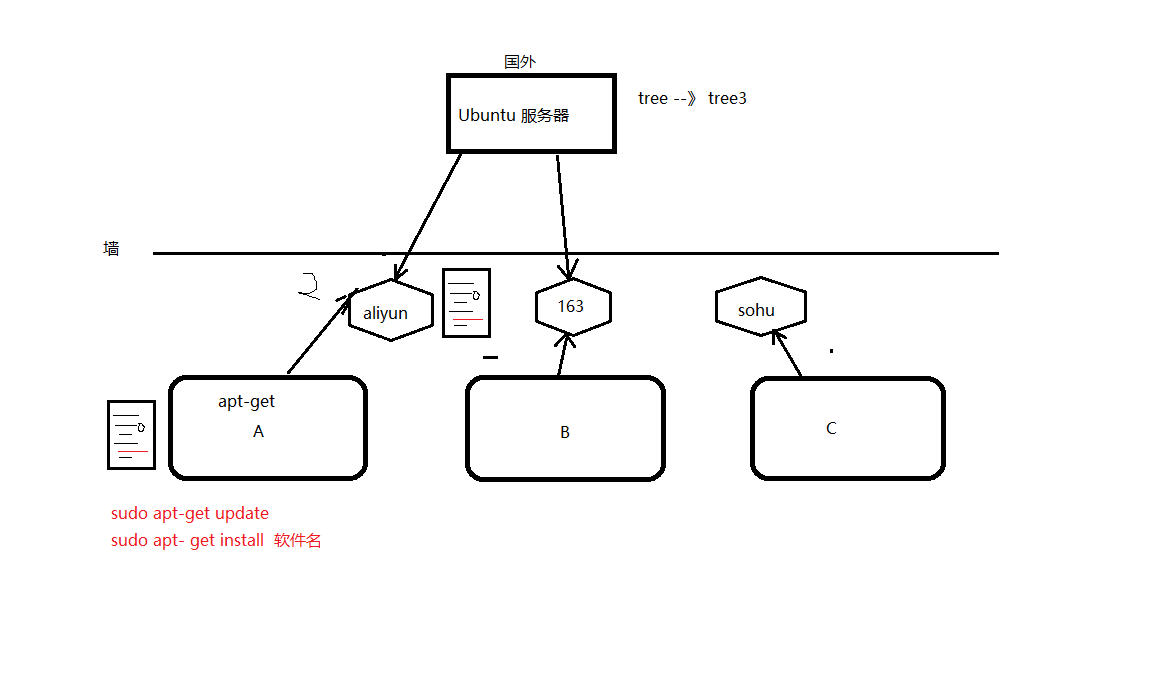 国外
Ubuntu 服务器
tree --》 tree3
墙
2
aliyun
163
sohu
apt-get
A
B
C
sudo apt-get update
sudo apt- get install 软件名